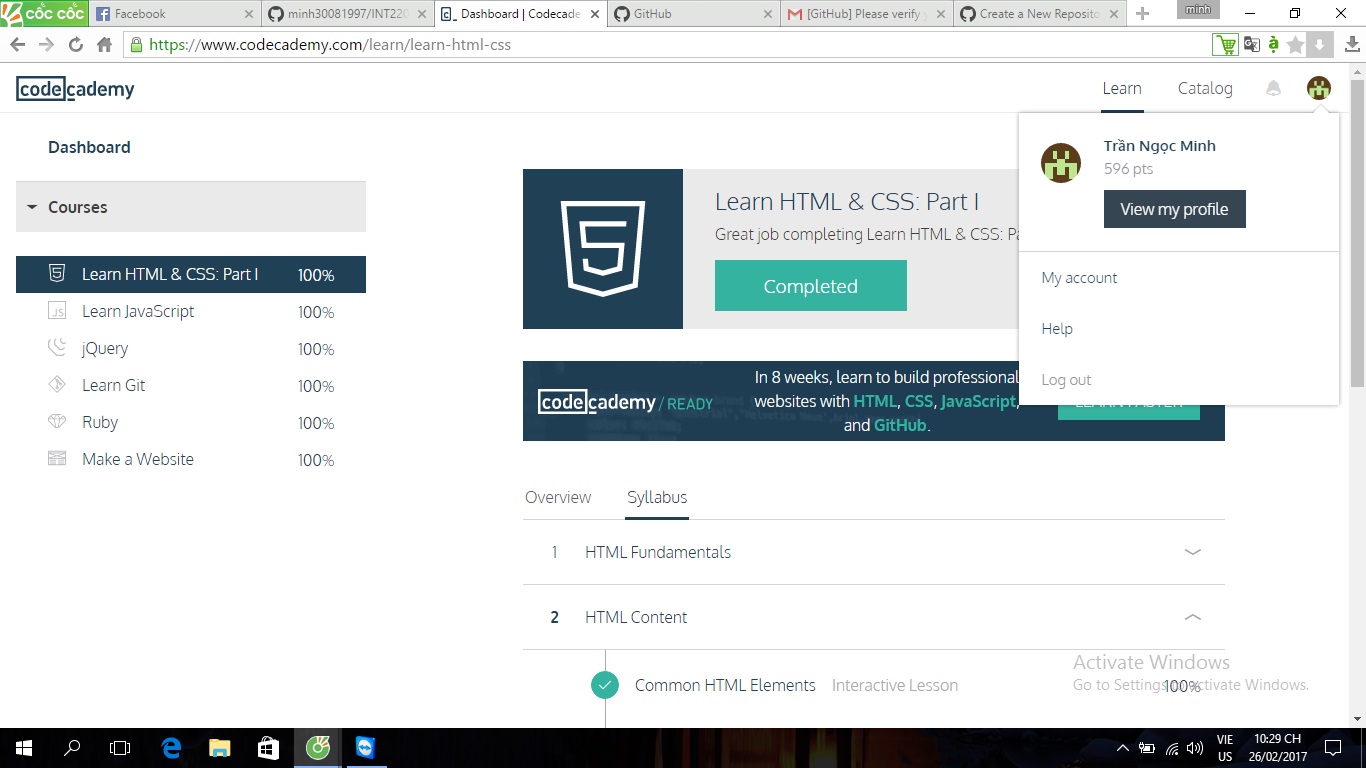 cốc cốc
Facebook
minh30081997/INT220
Dashboard | Codecade
GitHub
[GitHub] Please verify
Create a New Reposito
minh
https://www.codecademy.com/learn/learn-html-css
codecademy
Learn
Catalog
Trần Ngọc Minh
596 pts
View my profile
My account
Help
Log out
Dashboard
Courses
Learn HTML & CSS: Part I 100%
Learn JavaScript 100%
jQuery 100%
Learn Git 100%
Ruby 100%
Make a Website 100%
Learn HTML & CSS: Part I
Great job completing Learn HTML & CSS: Pa
Completed
codecademy / READY
In 8 weeks, learn to build professional
websites with HTML, CSS, JavaScript,
and GitHub.
LEARN FASTER
Overview
Syllabus
1 HTML Fundamentals
2 HTML Content
Common HTML Elements Interactive Lesson 100%
Activate Windows
Go to Settings to activate Windows.
VIE
US
10:29 CH
26/02/2017